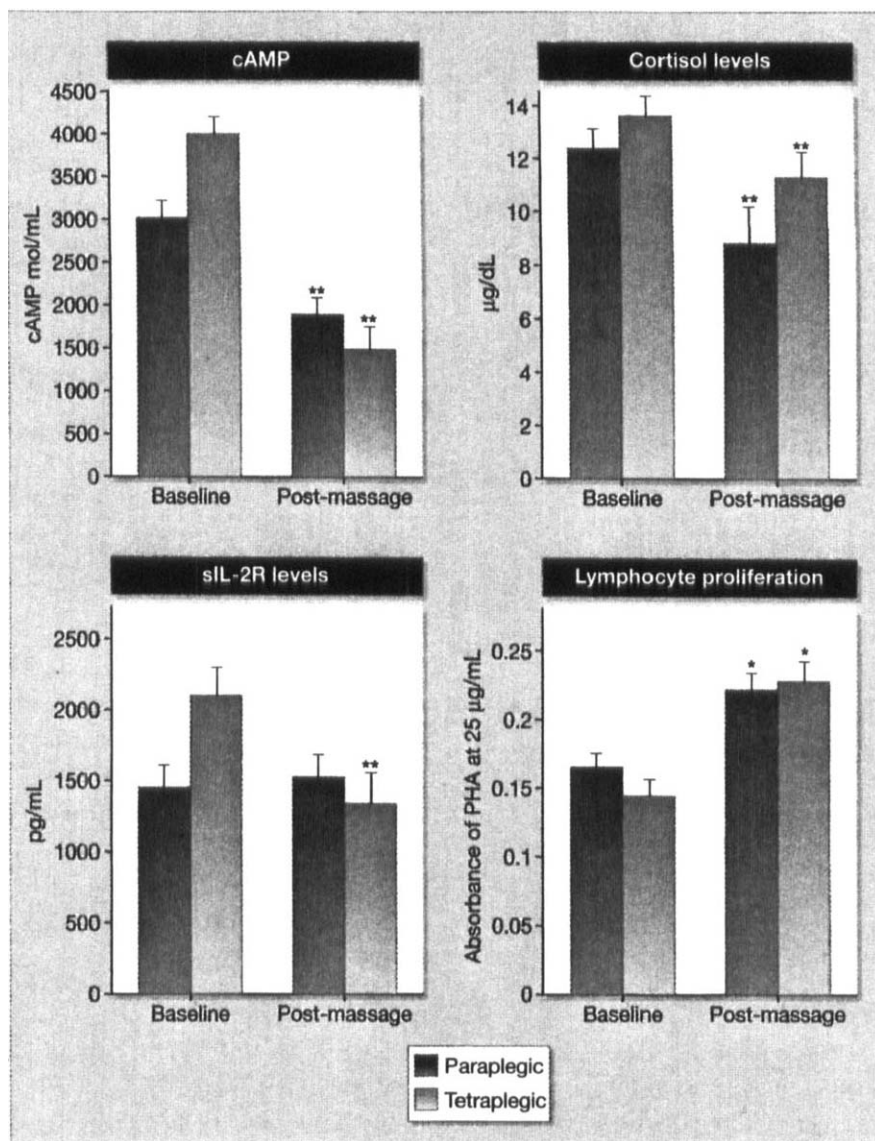 cAMP
4500
4000
3500
3000
2500
2000
1500
1000
500
0
cAMP mol/mL
**
**
Baseline
Post-massage
Cortisol levels
14
12
10
8
6
4
2
0
µg/dL
**
**
Baseline
Post-massage
sIL-2R levels
2500
2000
1500
1000
500
0
pg/mL
**
Baseline
Post-massage
Lymphocyte proliferation
0.25
0.2
0.15
0.1
0.05
0
Absorbance of PHA at 25 µg/mL
*
*
Baseline
Post-massage
Paraplegic
Tetraplegic